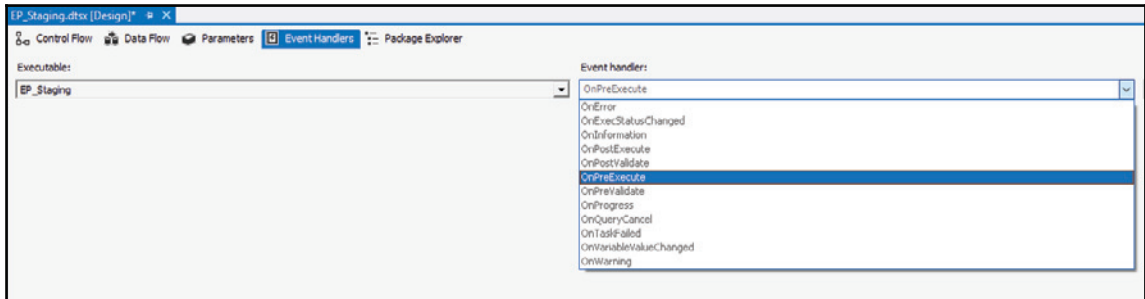 EP_Staging.dtsx [Design]*
Control Flow Data Flow Parameters Event Handlers Package Explorer
Executable: Event handler:
EP_Staging OnPreExecute
OnError
OnExecStatusChanged
OnInformation
OnPostExecute
OnPostValidate
OnPreExecute
OnPreValidate
OnProgress
OnQueryCancel
OnTaskFailed
OnVariableValueChanged
OnWarning